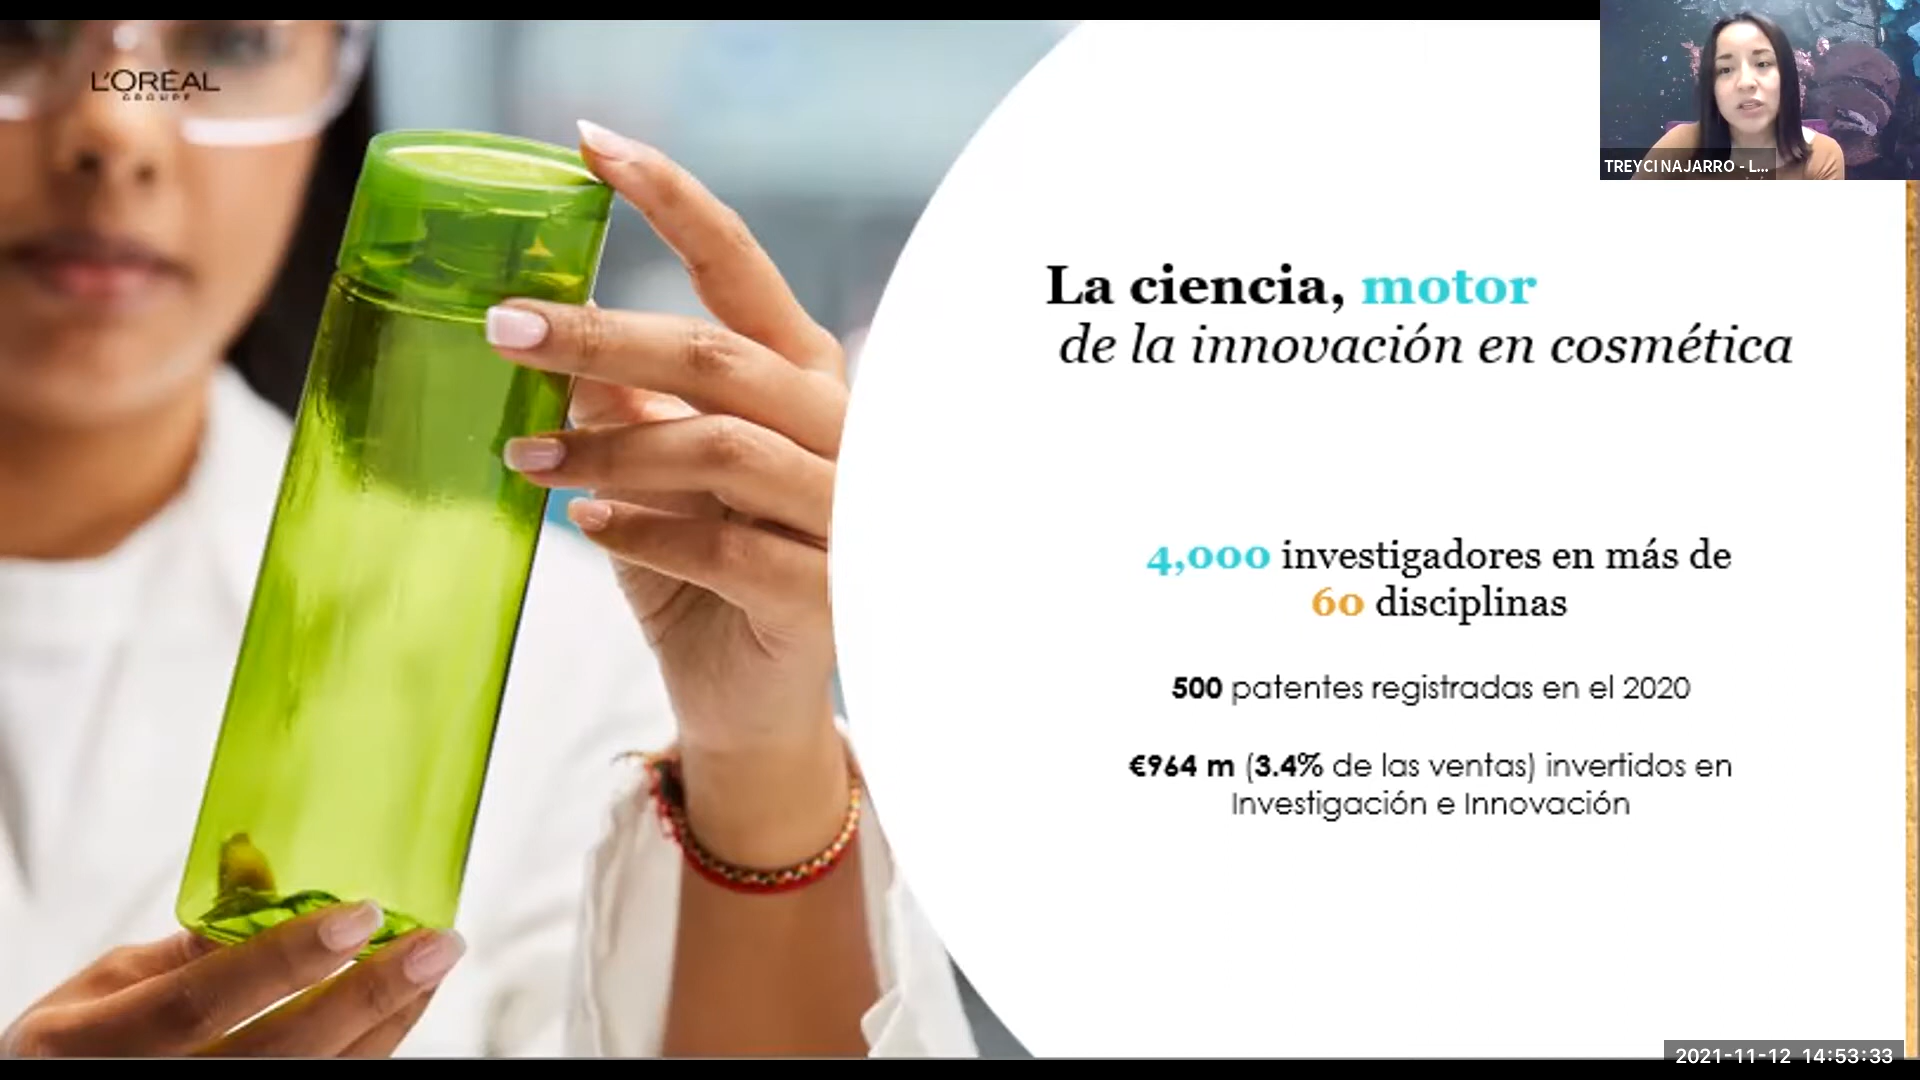 L'ORÉAL
GROUPE
TREYCI NAJARRO - L...
La ciencia, motor
de la innovación en cosmética
4,000 investigadores en más de
60 disciplinas
500 patentes registradas en el 2020
€964 m (3.4% de las ventas) invertidos en
Investigación e Innovación
2021-11-12 14:53:33